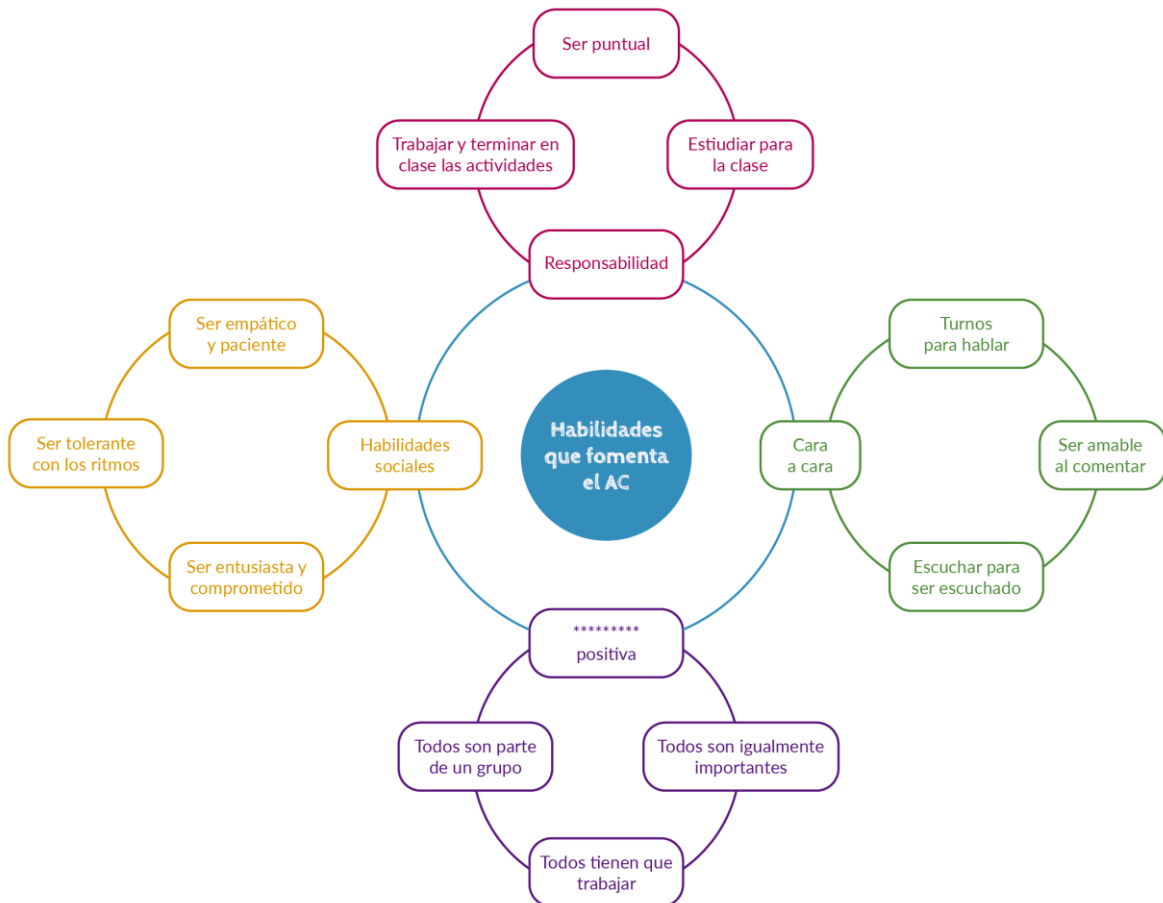 Ser puntual
Trabajar y terminar en
clase las actividades
Estiudiar para
la clase
Responsabilidad
Ser empático
y paciente
Ser tolerante
con los ritmos
Habilidades
sociales
Ser entusiasta y
comprometido
Habilidades
que fomenta
el AC
Turnos
para hablar
Cara
a cara
Ser amable
al comentar
Escuchar para
ser escuchado
*********
positiva
Todos son parte
de un grupo
Todos son igualmente
importantes
Todos tienen que
trabajar